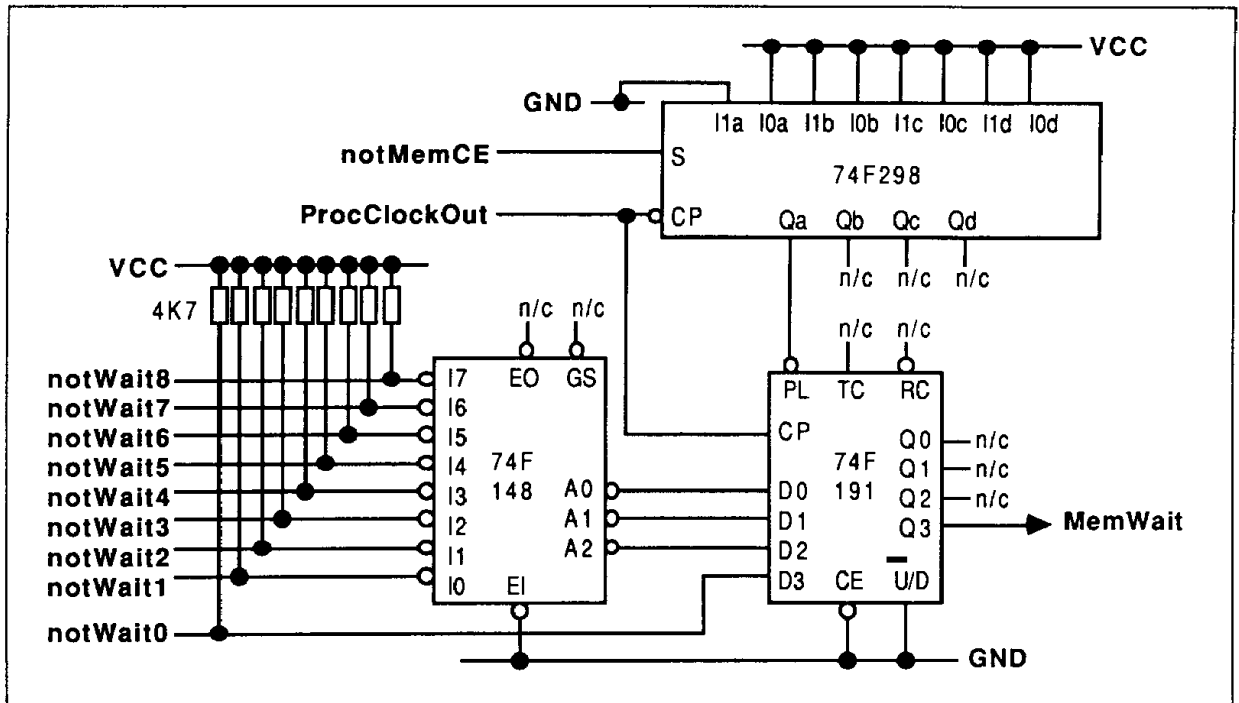 VCC
GND
I1a I0a I1b I0b I1c I0c I1d I0d
notMemCE
S
74F298
ProcClockOut
CP
Qa Qb Qc Qd
VCC
n/c n/c n/c
4K7
n/c n/c
n/c n/c
notWait8
I7 EO GS
PL TC RC
notWait7
I6
notWait6
I5
CP
Q0 n/c
notWait5
I4 74F
74F Q1 n/c
notWait4
I3 148 A0
D0 191 Q2 n/c
notWait3
I2 A1
D1 Q3 MemWait
notWait2
I1 A2
D2
notWait1
I0 EI
D3 CE U/D
notWait0
GND